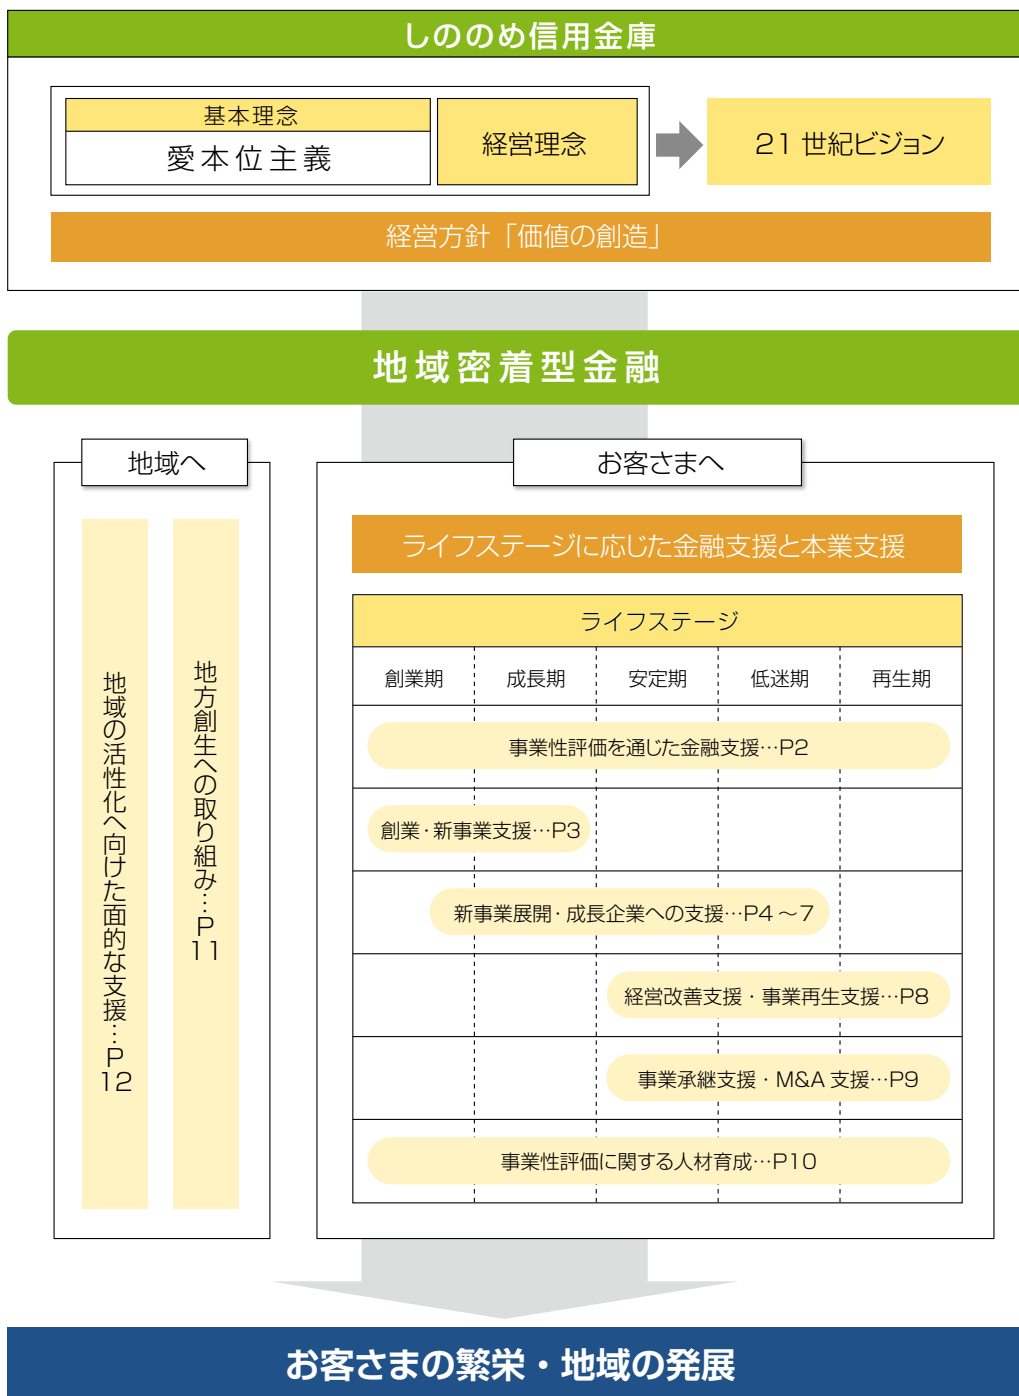 しののめ信用金庫
基本理念
愛本位主義
経営理念
21 世紀ビジョン
経営方針「価値の創造」
地域密着型金融
地域へ
地方創生への取り組み…P11
地域の活性化へ向けた面的な支援…P12
お客さまへ
ライフステージに応じた金融支援と本業支援
ライフステージ
創業期 成長期 安定期 低迷期 再生期
事業性評価を通じた金融支援…P2
創業・新事業支援…P3
新事業展開・成長企業への支援…P4～7
経営改善支援・事業再生支援…P8
事業承継支援・M&A 支援…P9
事業性評価に関する人材育成…P10
お客さまの繁栄・地域の発展